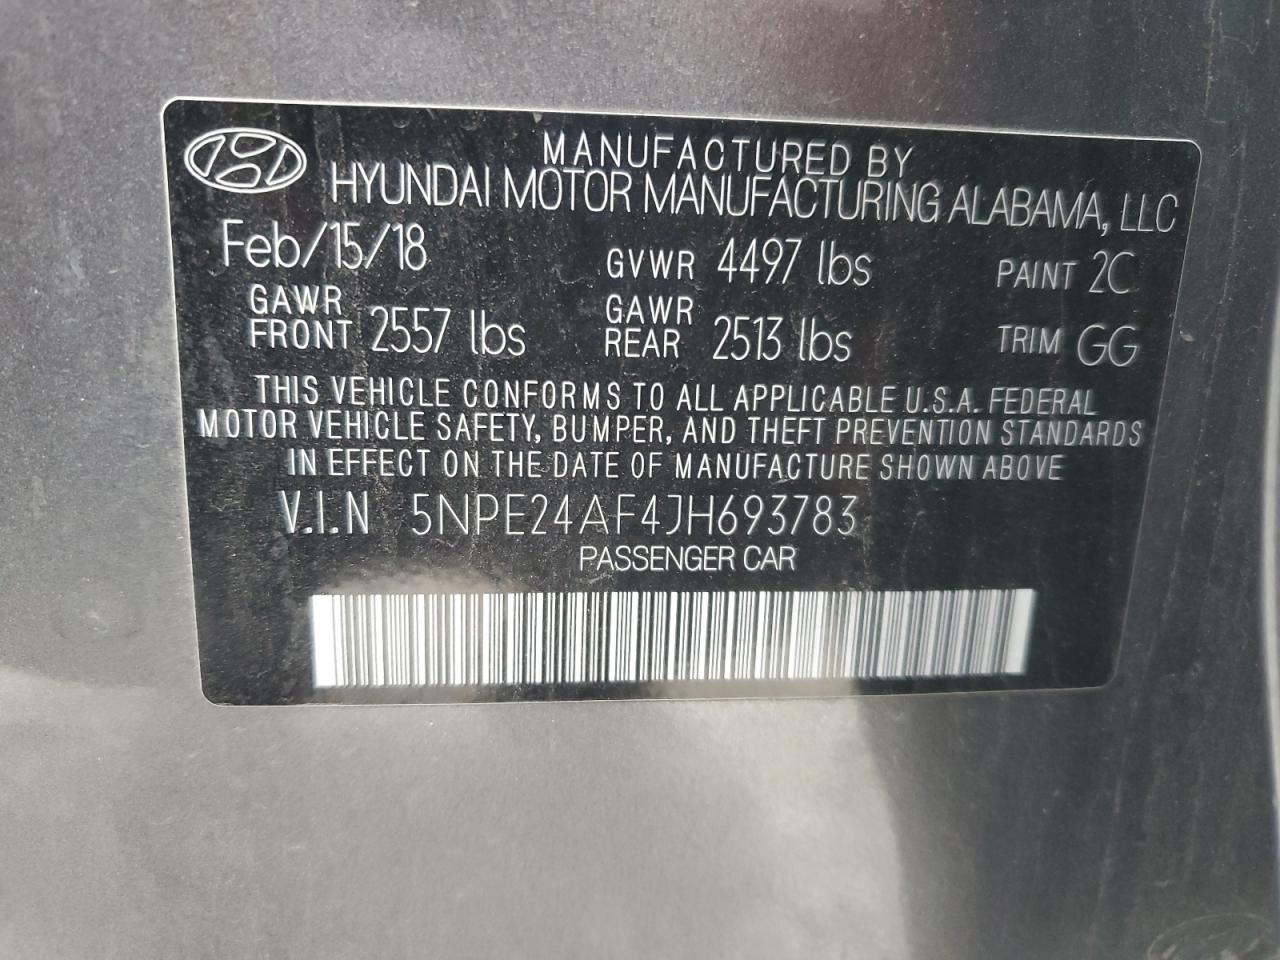 MANUFACTURED BY
HYUNDAI MOTOR MANUFACTURING ALABAMA, LLC
Feb/15/18 GVWR 4497 lbs PAINT 2C
GAWR FRONT 2557 lbs GAWR REAR 2513 lbs TRIM GG
THIS VEHICLE CONFORMS TO ALL APPLICABLE U.S.A. FEDERAL
MOTOR VEHICLE SAFETY, BUMPER, AND THEFT PREVENTION STANDARDS
IN EFFECT ON THE DATE OF MANUFACTURE SHOWN ABOVE
V.I.N 5NPE24AF4JH693783
PASSENGER CAR